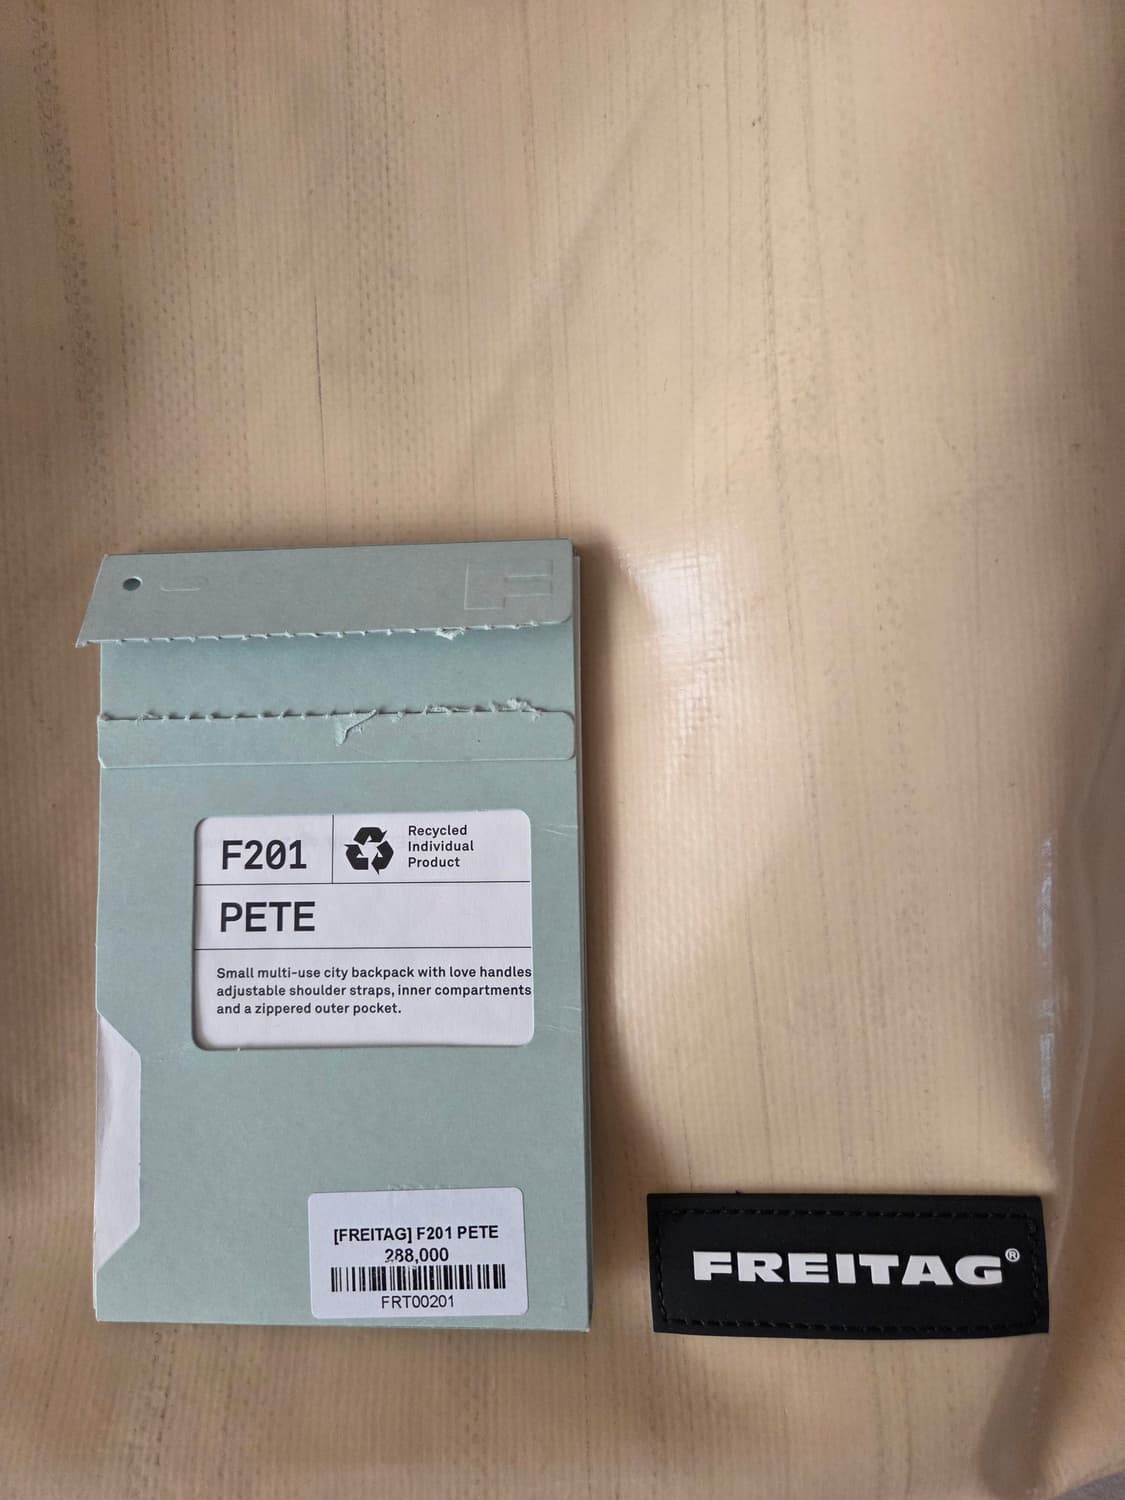 F201
Recycled
Individual
Product
PETE
Small multi-use city backpack with love handles
adjustable shoulder straps, inner compartments
and a zippered outer pocket.
[FREITAG] F201 PETE
288,000
FRT00201
FREITAG®